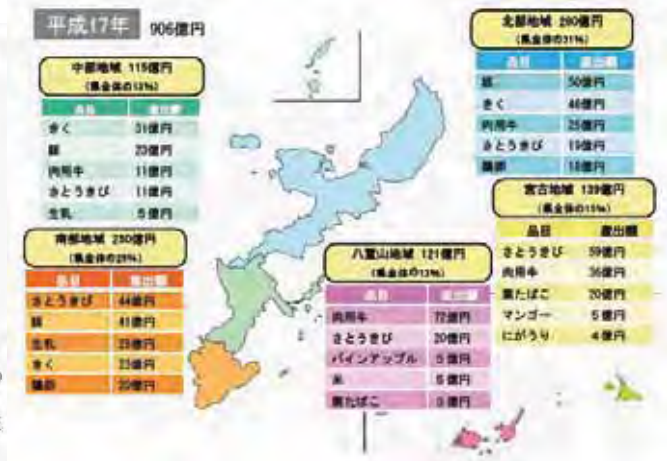 平成17年 906億円
中部地域 115億円
(県全体の13%)
品目 産出額
きく 31億円
豚 23億円
肉用牛 11億円
さとうきび 11億円
生乳 5億円
南部地域 250億円
(県全体の28%)
品目 産出額
さとうきび 44億円
豚 41億円
生乳
きく 23億円
鶏卵 20億円
北部地域 280億円
(県全体の31%)
品目 産出額
豚 50億円
きく 46億円
肉用牛 25億円
さとうきび 19億円
鶏卵 18億円
宮古地域 139億円
(県全体の15%)
品目 産出額
さとうきび 59億円
肉用牛 36億円
葉たばこ 20億円
マンゴー 5億円
にがうり 4億円
八重山地域 121億円
(県全体の13%)
品目 産出額
肉用牛 72億円
さとうきび 20億円
パインアップル 5億円
米
葉たばこ